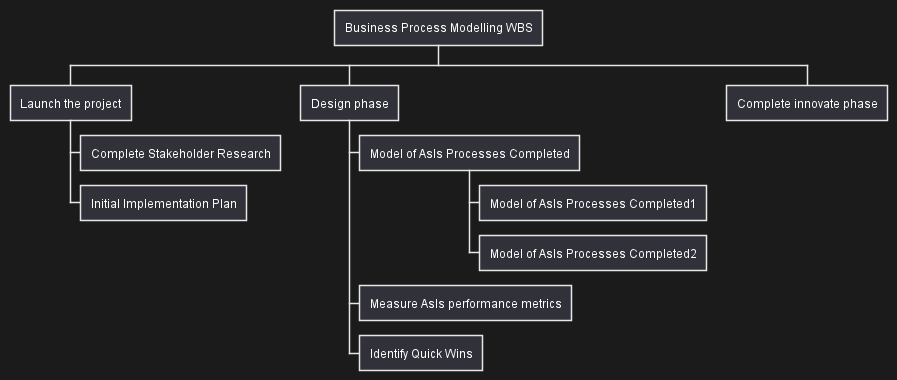 Business Process Modelling WBS
Launch the project
Design phase
Complete innovate phase
Complete Stakeholder Research
Initial Implementation Plan
Model of AsIs Processes Completed
Model of AsIs Processes Completed1
Model of AsIs Processes Completed2
Measure AsIs performance metrics
Identify Quick Wins